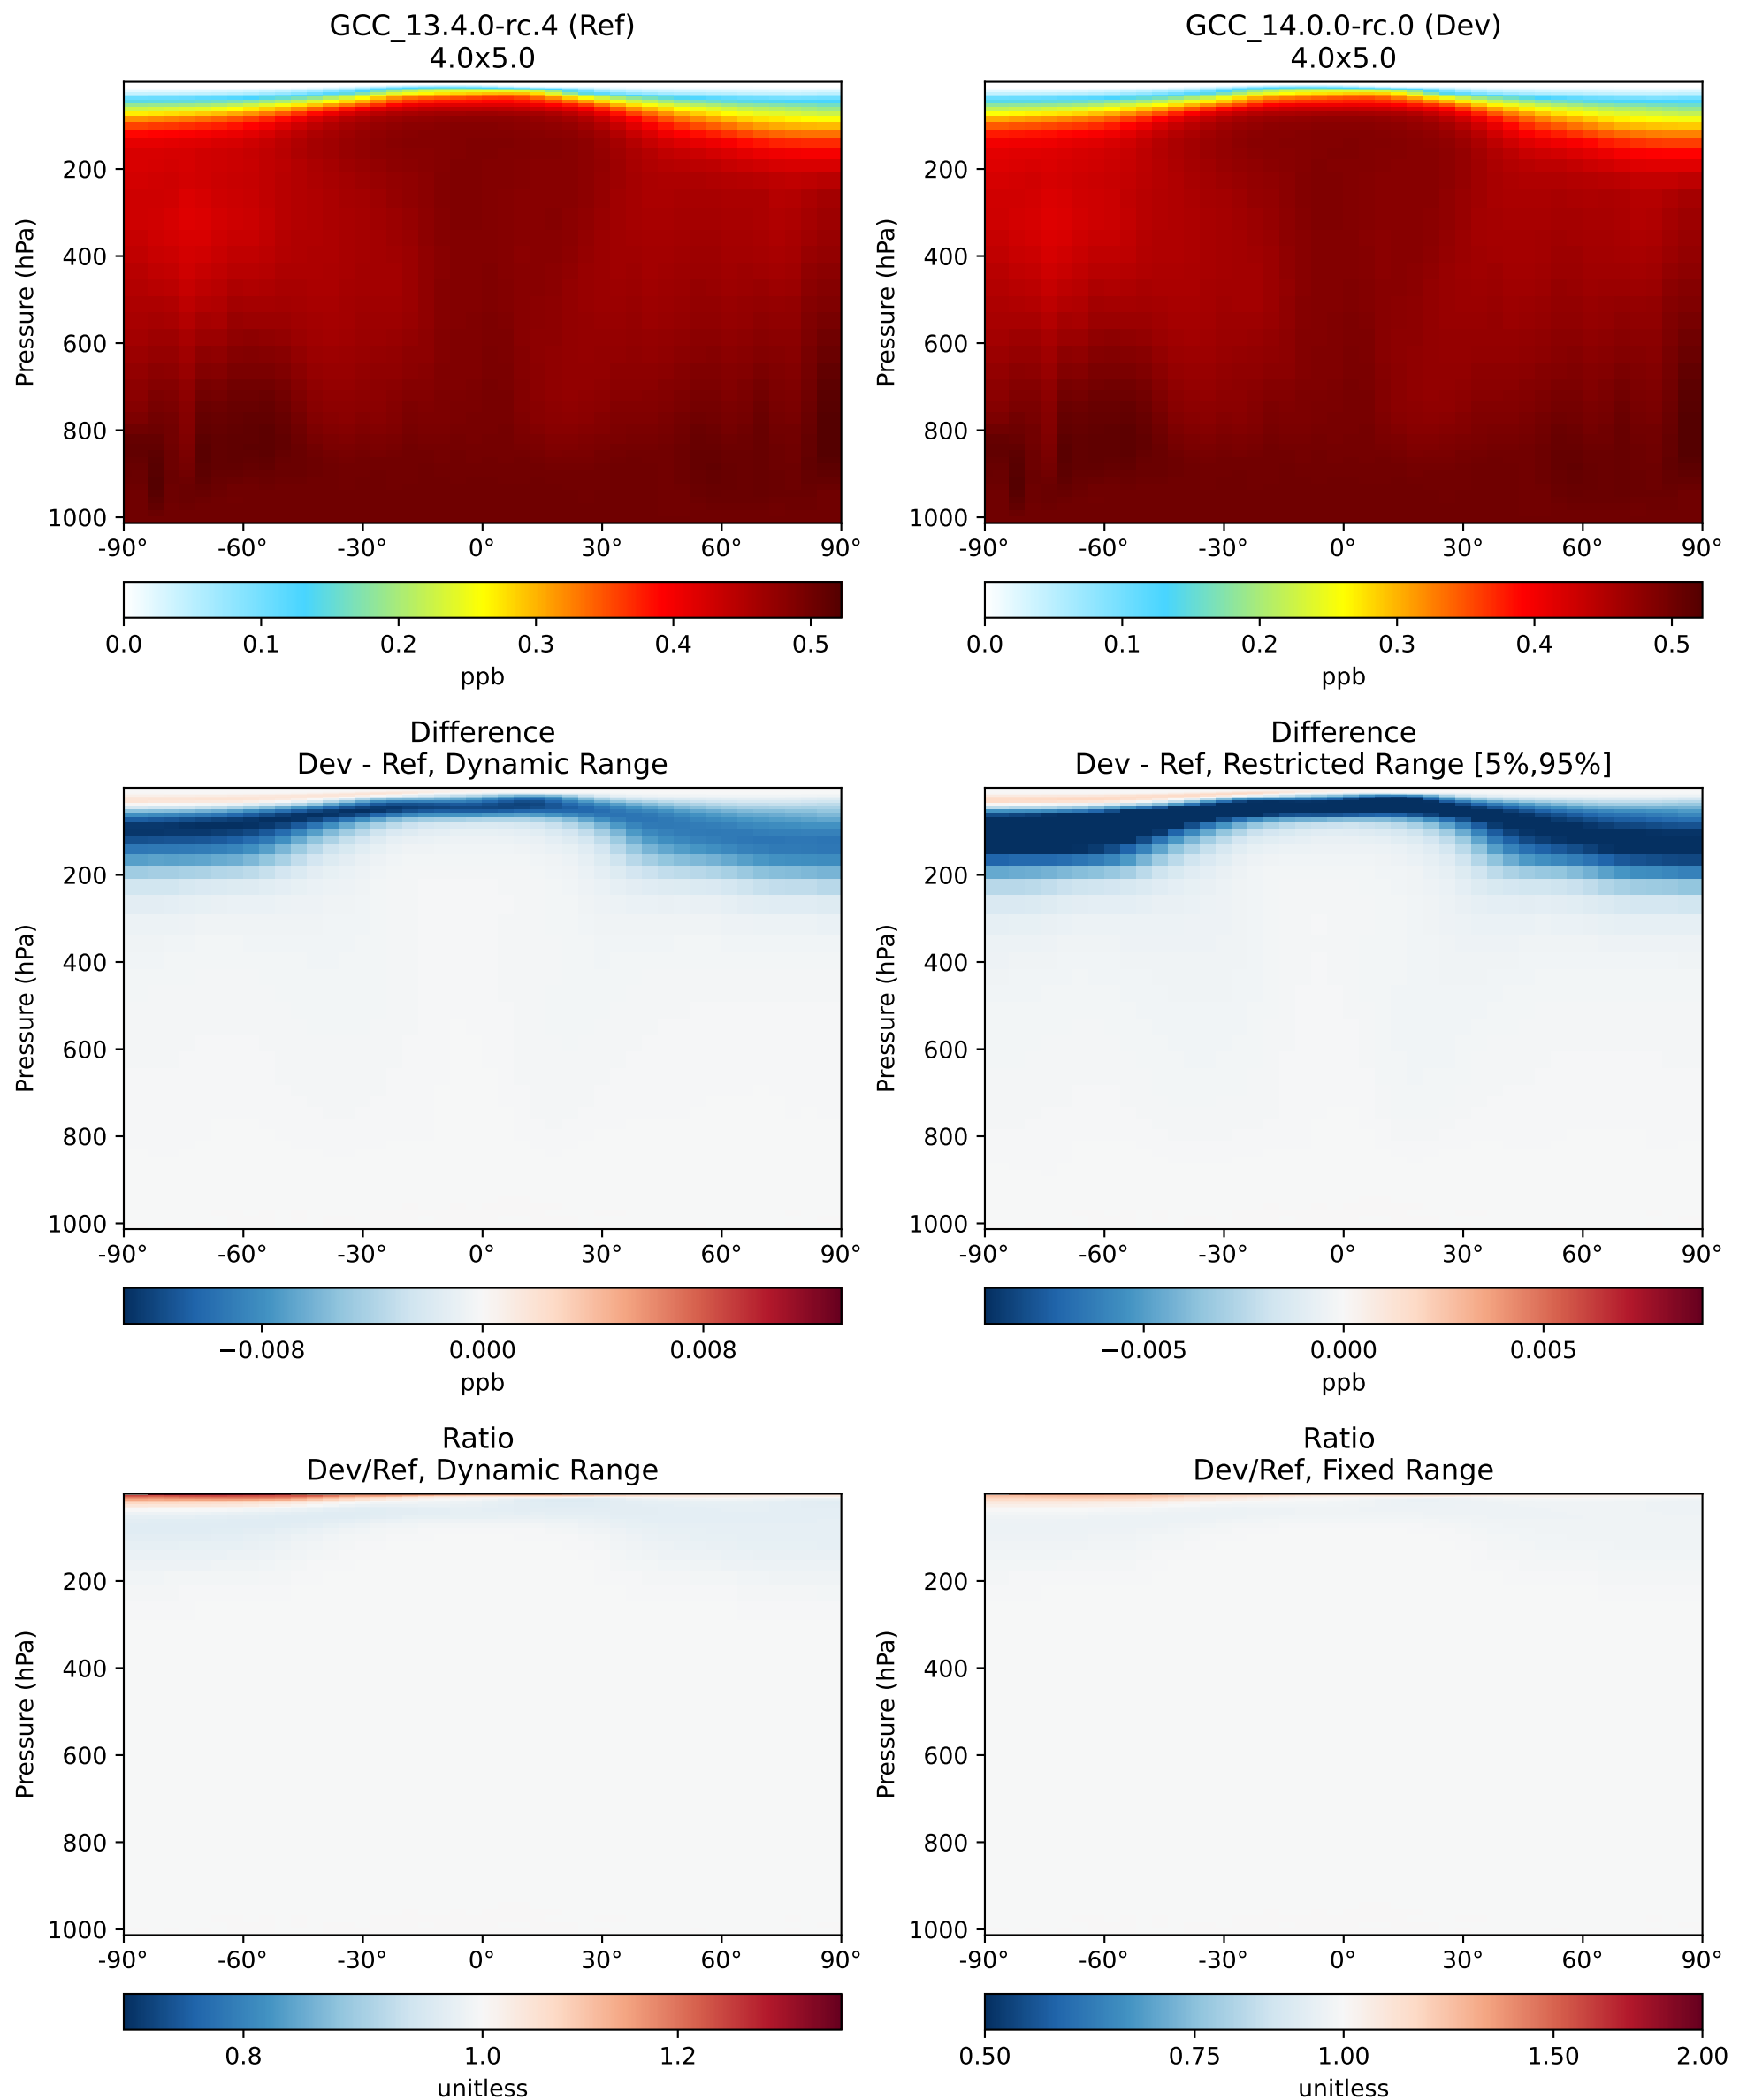 GCC_13.4.0-rc.4 (Ref)
4.0x5.0
Pressure (hPa)
200
400
600
800
1000
-90° -60° -30° 0° 30° 60° 90°
0.0 0.1 0.2 0.3 0.4 0.5
ppb
GCC_14.0.0-rc.0 (Dev)
4.0x5.0
Pressure (hPa)
200
400
600
800
1000
-90° -60° -30° 0° 30° 60° 90°
0.0 0.1 0.2 0.3 0.4 0.5
ppb
Difference
Dev - Ref, Dynamic Range
Pressure (hPa)
200
400
600
800
1000
-90° -60° -30° 0° 30° 60° 90°
−0.008 0.000 0.008
ppb
Difference
Dev - Ref, Restricted Range [5%,95%]
Pressure (hPa)
200
400
600
800
1000
-90° -60° -30° 0° 30° 60° 90°
−0.005 0.000 0.005
ppb
Ratio
Dev/Ref, Dynamic Range
Pressure (hPa)
200
400
600
800
1000
-90° -60° -30° 0° 30° 60° 90°
0.8 1.0 1.2
unitless
Ratio
Dev/Ref, Fixed Range
Pressure (hPa)
200
400
600
800
1000
-90° -60° -30° 0° 30° 60° 90°
0.50 0.75 1.00 1.50 2.00
unitless